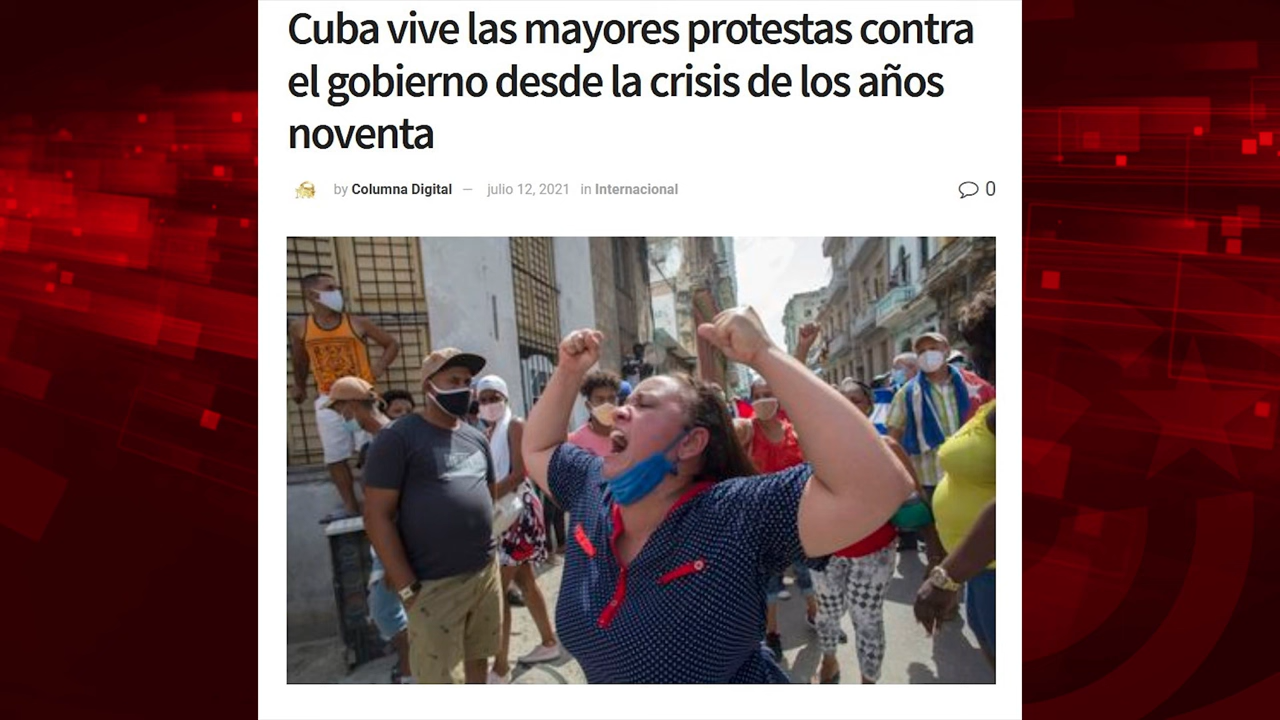 Cuba vive las mayores protestas contra
el gobierno desde la crisis de los años
noventa
by Columna Digital — julio 12, 2021 in Internacional 0